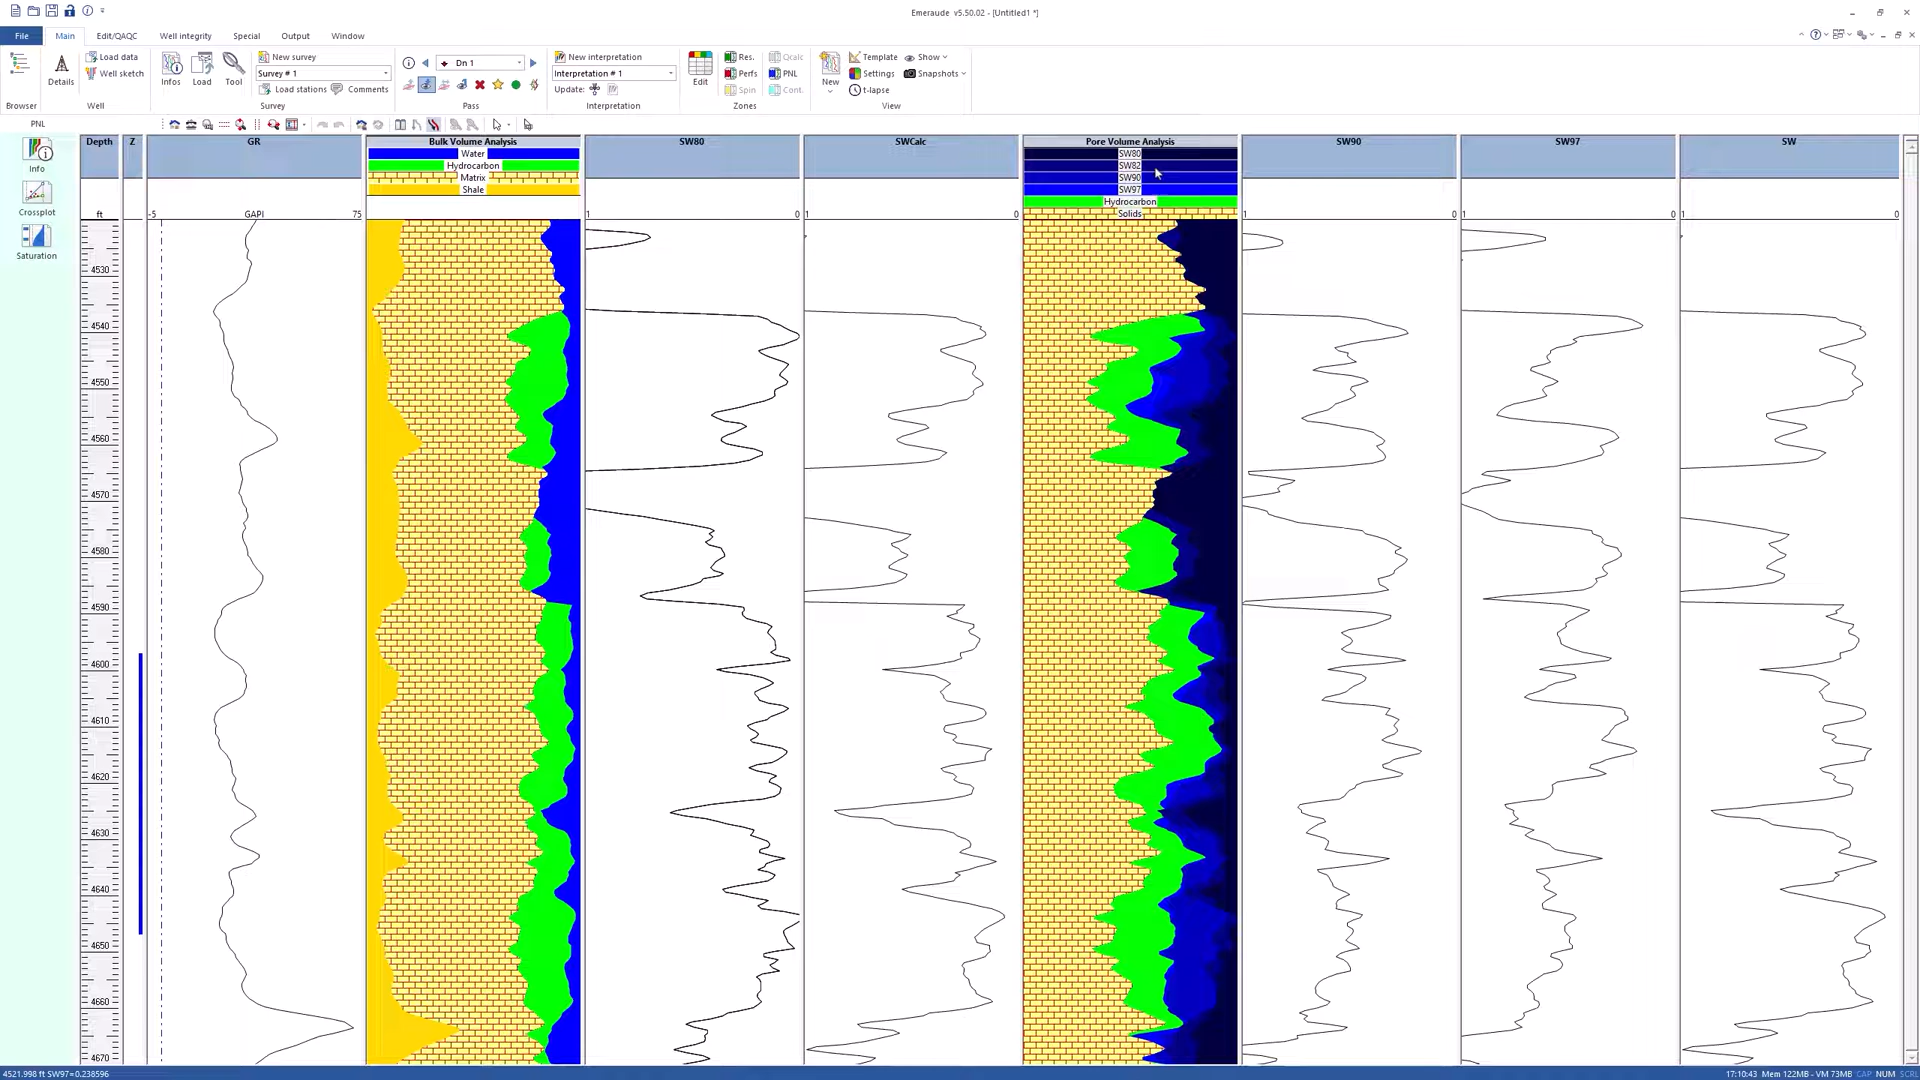 Emeraude v5.50.02 - [Untitled1 *]
File Main Edit/QAQC Well integrity Special Output Window
Browser
Details
Load data
Well sketch
Well
Infos
Load
Tool
New survey
Survey # 1
Load stations Comments
Survey
Dn 1
Pass
New interpretation
Interpretation # 1
Update:
Interpretation
Edit
Res.
Perfs
Spin
Qcalc
PNL
Cont.
Zones
New
Template
Settings
t-lapse
Show
Snapshots
View
PNL
Info
Crossplot
Saturation
Depth Z GR Bulk Volume Analysis SW80 SWCalc Pore Volume Analysis SW90 SW97 SW
Water
Hydrocarbon
Matrix
Shale
SW80
SW82
SW90
SW97
Hydrocarbon
Solids
ft -5 GAPI 75 1 0 1 0 1 0 1 0 1 0
4530
4540
4550
4560
4570
4580
4590
4600
4610
4620
4630
4640
4650
4660
4670
4521.998 ft SW97=0.238596
17:10:43 Mem 122MB - VM 73MB CAP NUM SCRL